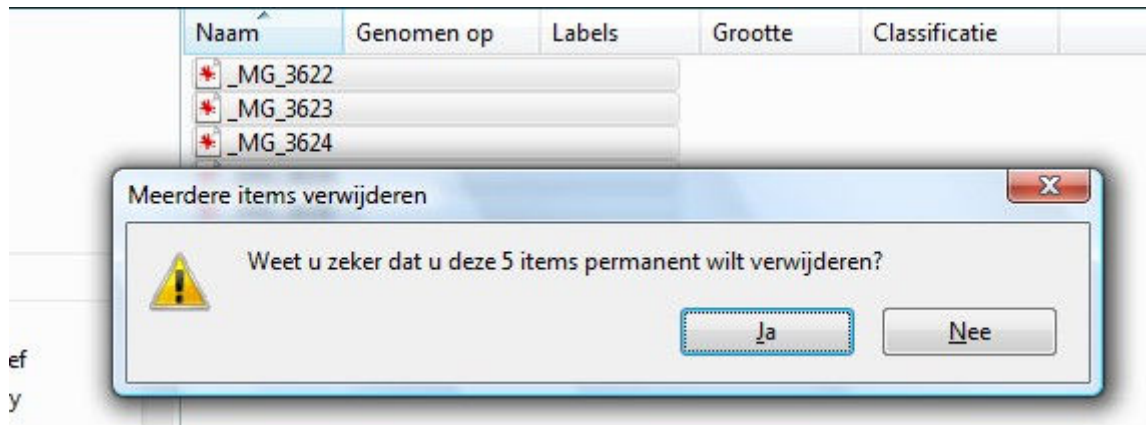 Naam Genomen op Labels Grootte Classificatie
_MG_3622
_MG_3623
_MG_3624
Meerdere items verwijderen
Weet u zeker dat u deze 5 items permanent wilt verwijderen?
Ja Nee
ef
y